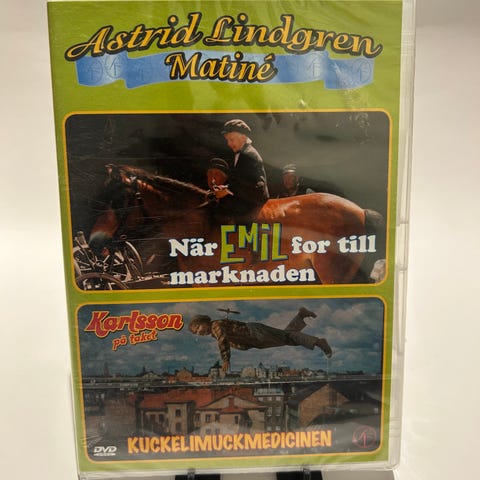 Astrid Lindgren
Matiné
När EMiL for till
marknaden
Karlsson
på taket
DVD
KUCKELIMUCKMEDICINEN